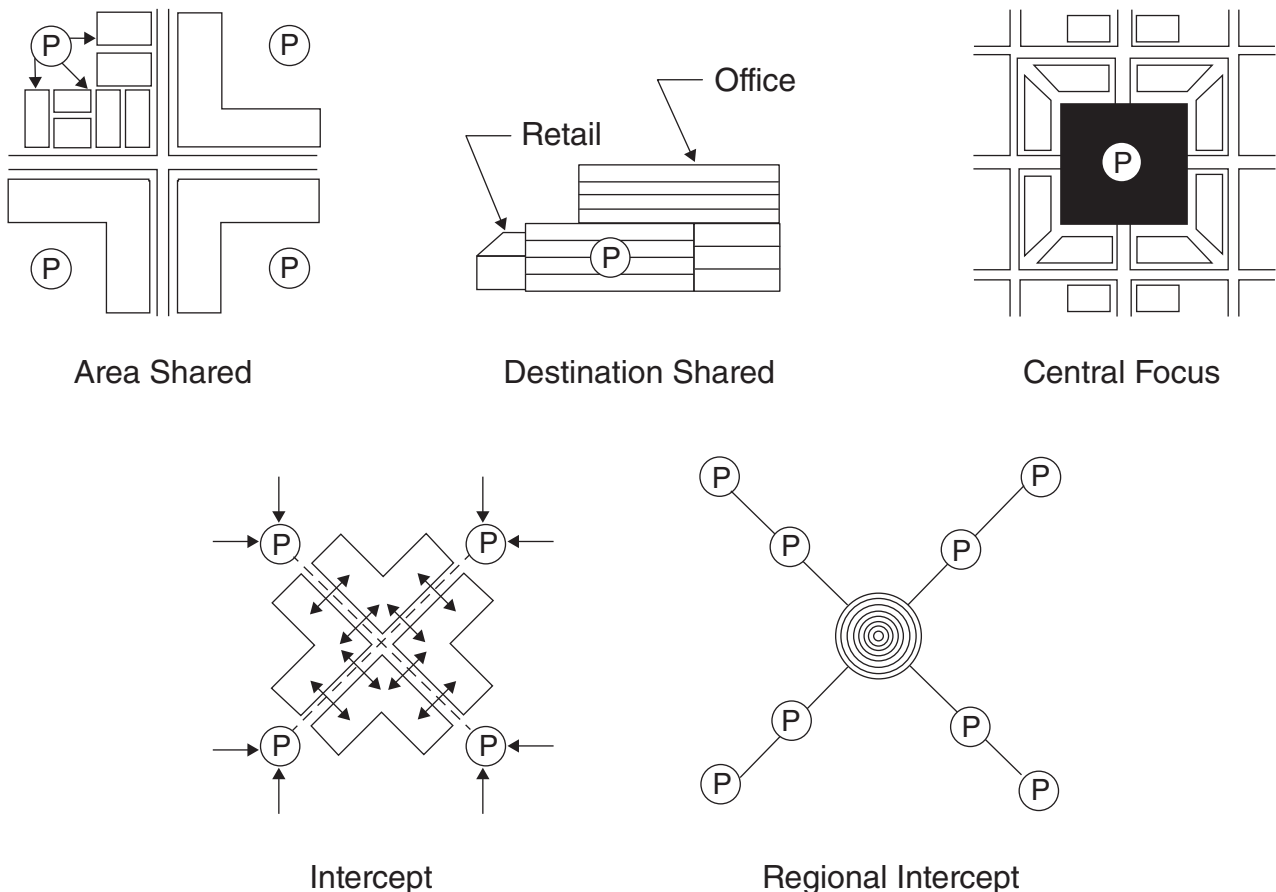 P
P
P
P
Area Shared
Office
Retail
P
Destination Shared
P
Central Focus
P
P
P
P
Intercept
P
P
P
P
P
P
P
P
Regional Intercept